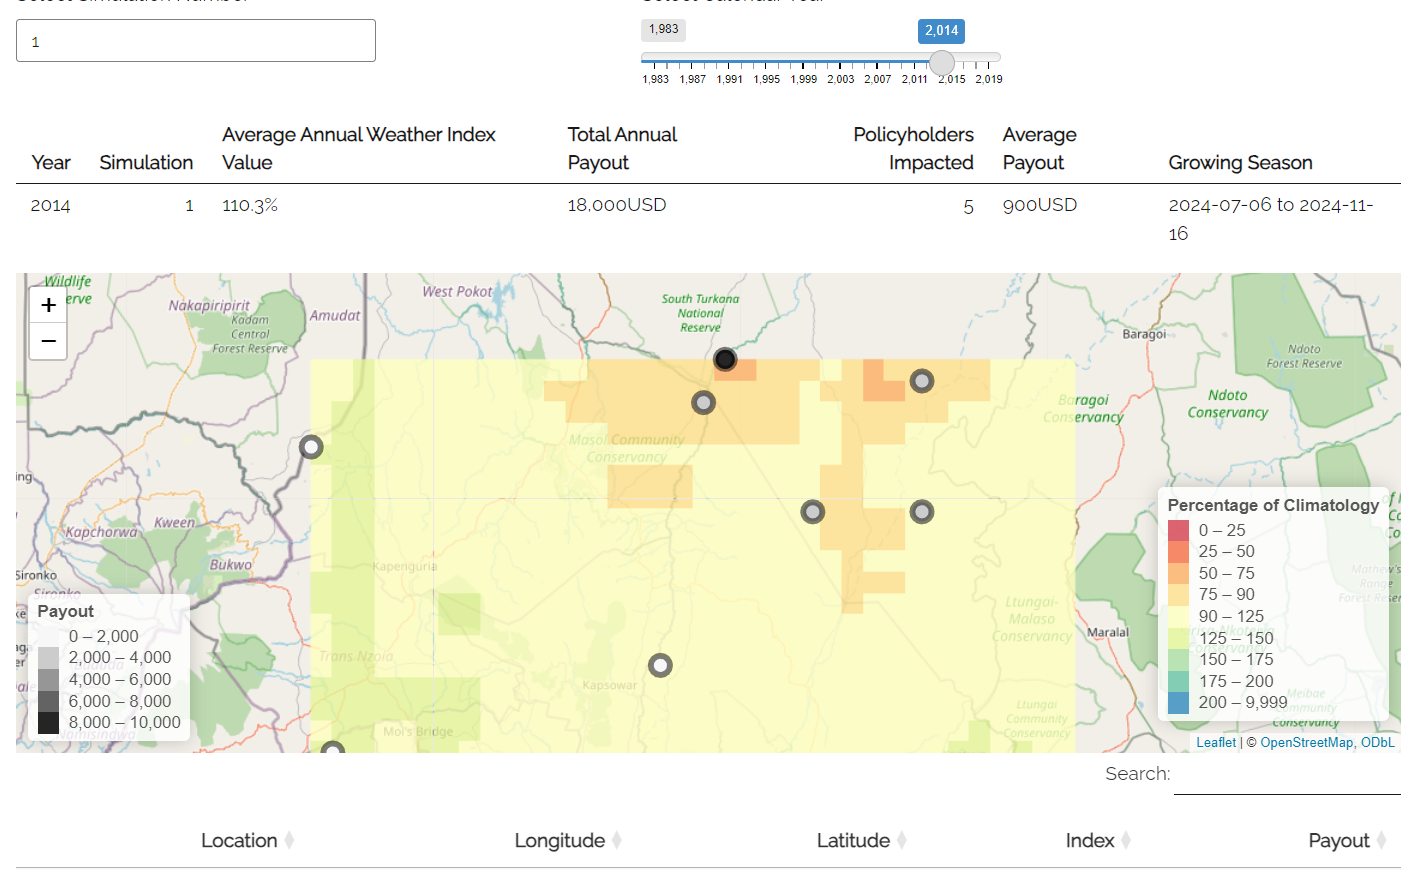 1
1,983
2,014
1,983 1,987 1,991 1,995 1,999 2,003 2,007 2,011 2,015 2,019
Year Simulation Average Annual Weather Index Value Total Annual Payout Policyholders Impacted Average Payout Growing Season
2014 1 110.3% 18,000USD 5 900USD 2024-07-06 to 2024-11-16
+
−
Wildlife
Nakapiripirit
Kadam
Central
Forest Reserve
Amudat
West Pokot
South Turkana
National
Reserve
Baragoi
Ndoto
Forest Reserve
Ndoto
Conservancy
Baragoi
Conservancy
Masol Community
Conservancy
Kapchorwa
Kween
Bukwo
Sironko
Sironko
Kapenguria
Trans-Nzoia
Kapsowar
Moi's Bridge
Namisindwa
Ltungai-
Malaso
Conservancy
Maralal
Ltungai
Community
Conservancy
Meibae
Community
Conservancy
Payout
0 – 2,000
2,000 – 4,000
4,000 – 6,000
6,000 – 8,000
8,000 – 10,000
Percentage of Climatology
0 – 25
25 – 50
50 – 75
75 – 90
90 – 125
125 – 150
150 – 175
175 – 200
200 – 9,999
Leaflet | © OpenStreetMap, ODbL
Search:
Location Longitude Latitude Index Payout